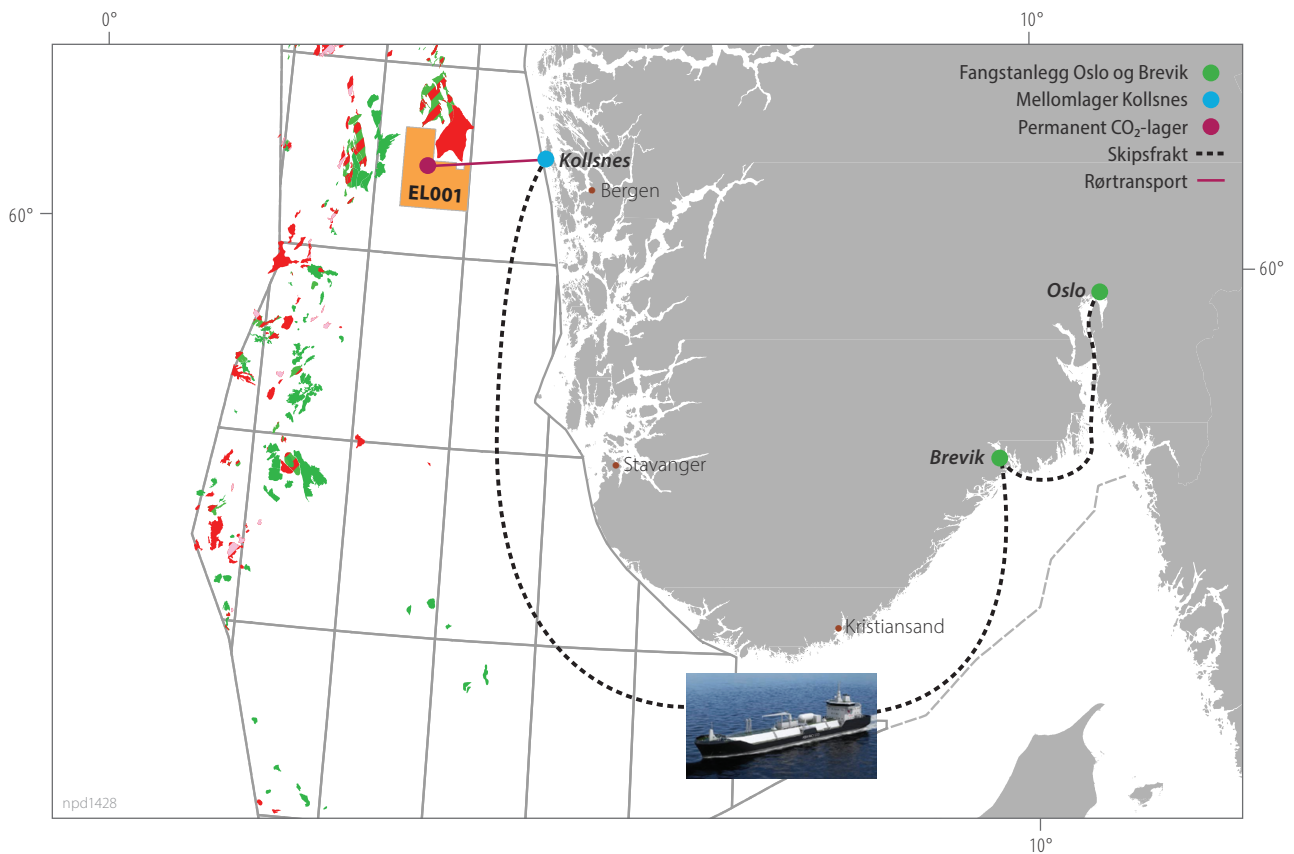 0°
10°
Fangstanlegg Oslo og Brevik
Mellomlager Kollsnes
Permanent CO₂-lager
Skipsfrakt
Rørtransport
Kollsnes
Bergen
EL001
60°
60°
Oslo
Brevik
Stavanger
Kristiansand
npd1428
10°